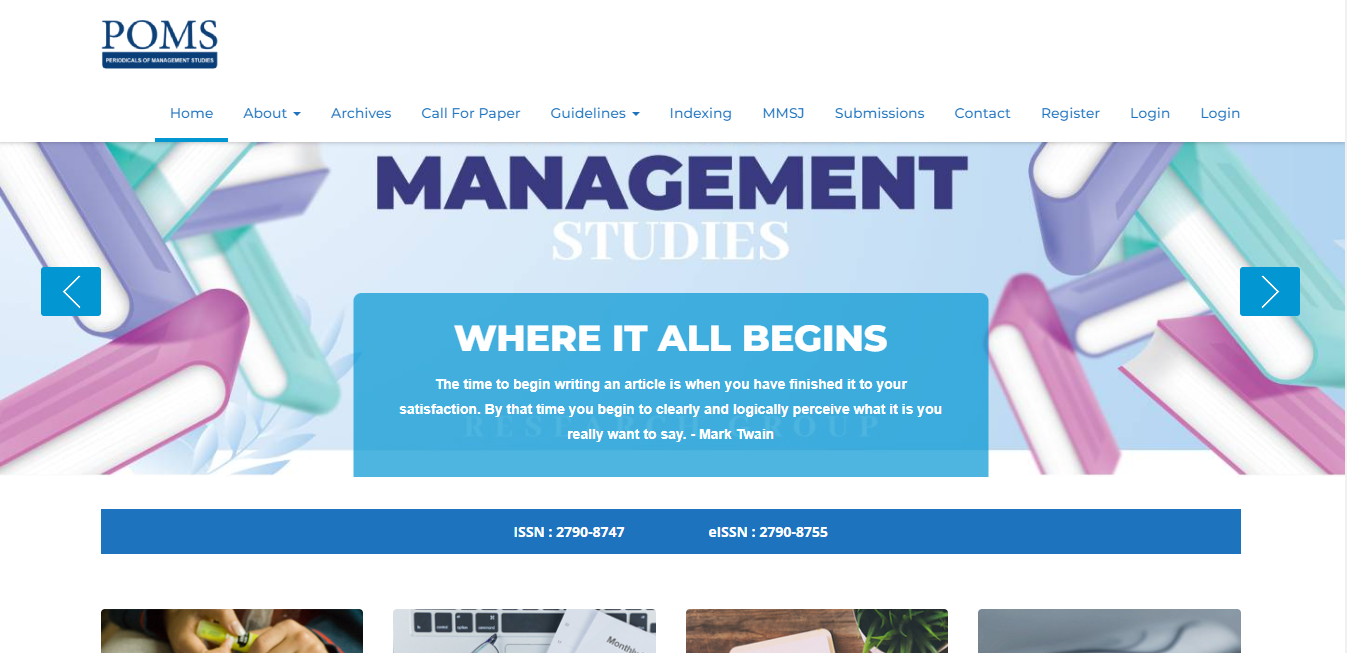 POMS
PERIODICALS OF MANAGEMENT STUDIES
Home About Archives Call For Paper Guidelines Indexing MMSJ Submissions Contact Register Login Login
MANAGEMENT
STUDIES
WHERE IT ALL BEGINS
The time to begin writing an article is when you have finished it to your
satisfaction. By that time you begin to clearly and logically perceive what it is you
really want to say. - Mark Twain
ISSN : 2790-8747 eISSN : 2790-8755